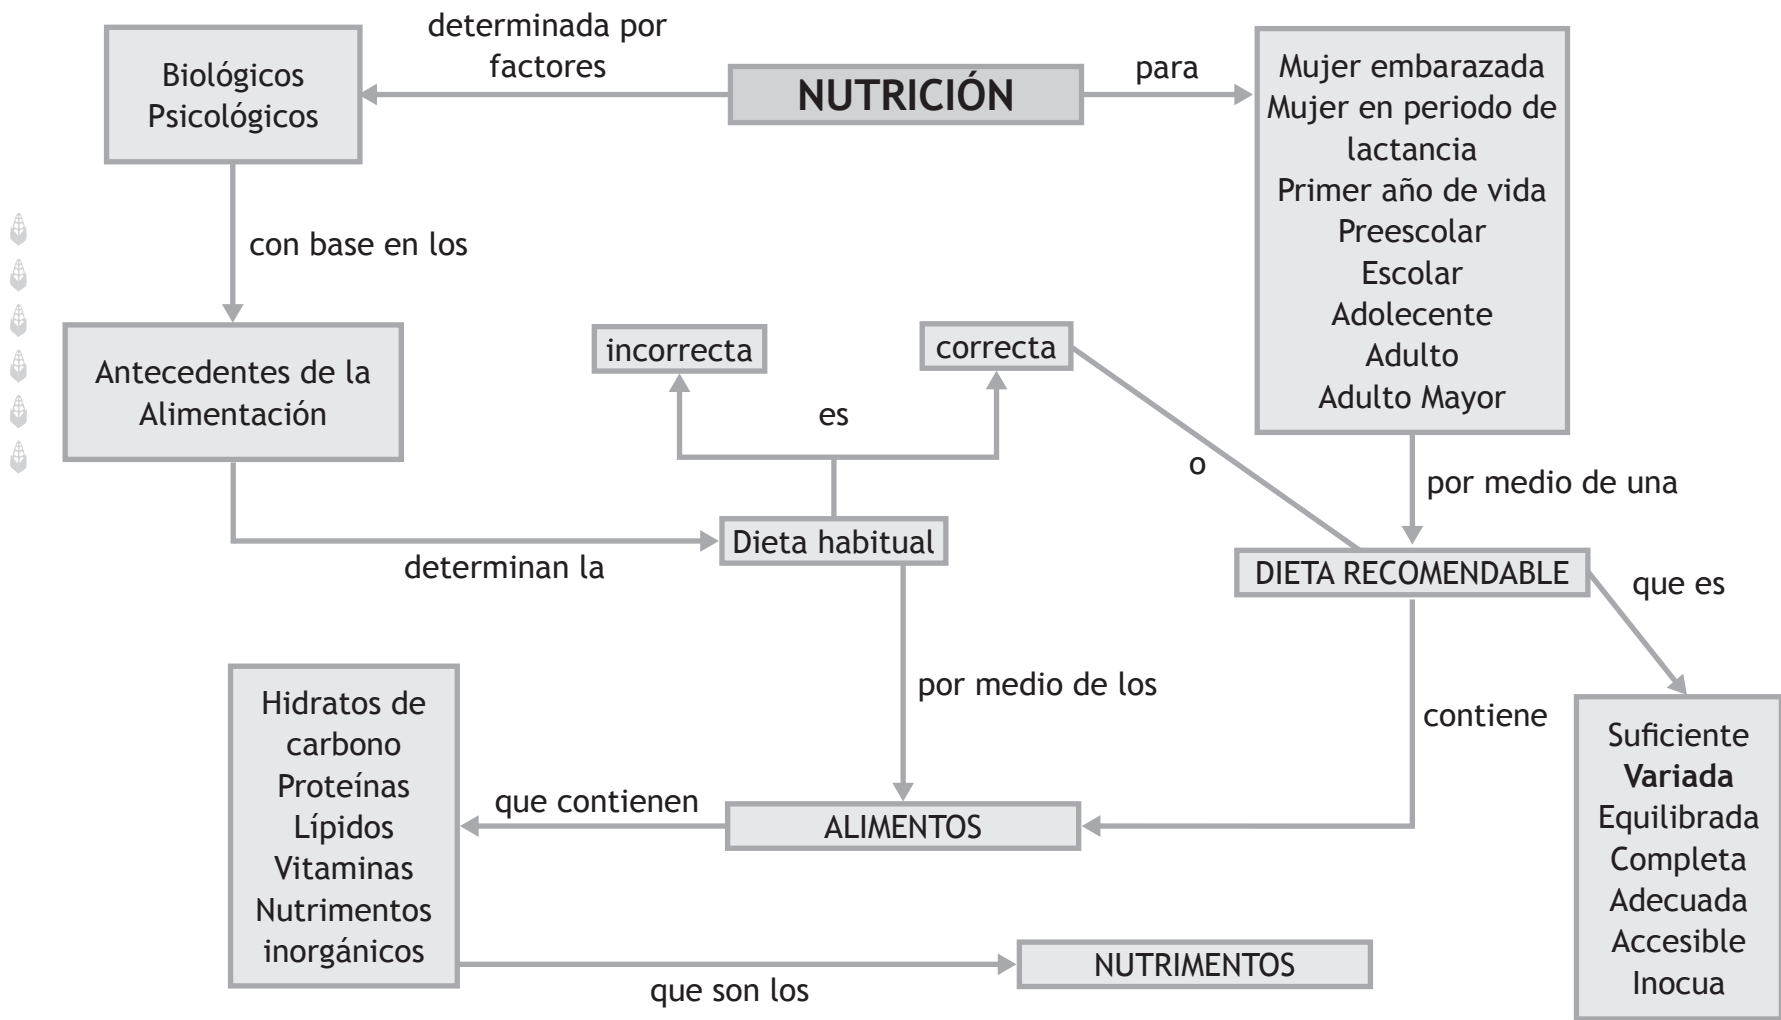 determinada por
factores
Biológicos
Psicológicos
NUTRICIÓN
para
Mujer embarazada
Mujer en periodo de
lactancia
Primer año de vida
Preescolar
Escolar
Adolecente
Adulto
Adulto Mayor
con base en los
Antecedentes de la
Alimentación
incorrecta
correcta
es
o
por medio de una
determinan la
Dieta habitual
DIETA RECOMENDABLE
que es
por medio de los
contiene
Suficiente
Variada
Equilibrada
Completa
Adecuada
Accesible
Inocua
Hidratos de
carbono
Proteínas
Lípidos
Vitaminas
Nutrimentos
inorgánicos
que contienen
ALIMENTOS
que son los
NUTRIMENTOS